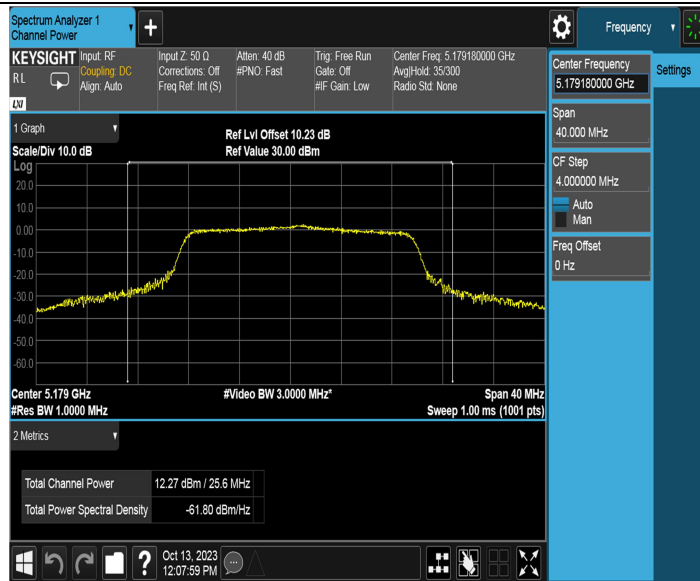 Spectrum Analyzer 1
Channel Power
+
Frequency
KEYSIGHT
RL
LXI
Input: RF
Coupling: DC
Align: Auto
Input Z: 50 Ω
Corrections: Off
Freq Ref: Int (S)
Atten: 40 dB
#PNO: Fast
Trig: Free Run
Gate: Off
#IF Gain: Low
Center Freq: 5.179180000 GHz
Avg|Hold: 35/300
Radio Std: None
Center Frequency
5.179180000 GHz
Settings
Span
40.000 MHz
CF Step
4.000000 MHz
Auto
Man
Freq Offset
0 Hz
1 Graph
Scale/Div 10.0 dB
Ref Lvl Offset 10.23 dB
Ref Value 30.00 dBm
Log
20.0
10.0
0.00
-10.0
-20.0
-30.0
-40.0
-50.0
-60.0
Center 5.179 GHz
#Video BW 3.0000 MHz*
Span 40 MHz
#Res BW 1.0000 MHz
Sweep 1.00 ms (1001 pts)
2 Metrics
Total Channel Power 12.27 dBm / 25.6 MHz
Total Power Spectral Density -61.80 dBm/Hz
?
Oct 13, 2023
12:07:59 PM